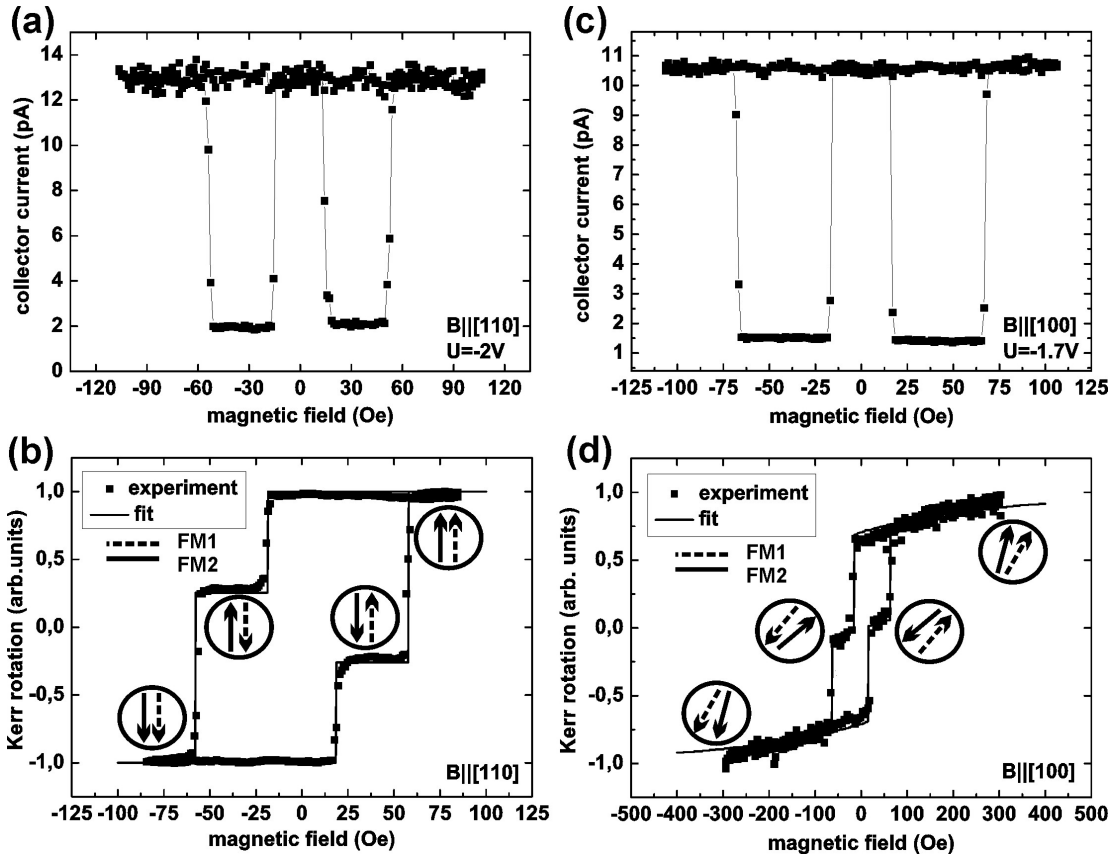 (a)
collector current (pA)
14
12
10
8
6
4
2
0
B||[110]
U=-2V
-120 -90 -60 -30 0 30 60 90 120
magnetic field (Oe)
(c)
collector current (pA)
11
10
9
8
7
6
5
4
3
2
1
B||[100]
U=-1.7V
-100 -75 -50 -25 0 25 50 75 100 125
magnetic field (Oe)
(b)
Kerr rotation (arb.units)
1,0
0,5
0,0
-0,5
-1,0
experiment
fit
FM1
FM2
B||[110]
-125 -100 -75 -50 -25 0 25 50 75 100 125
magnetic field (Oe)
(d)
Kerr rotation (arb. units)
1,0
0,5
0,0
-0,5
-1,0
experiment
fit
FM1
FM2
B||[100]
-500 -400 -300 -200 -100 0 100 200 300 400 500
magnetic field (Oe)